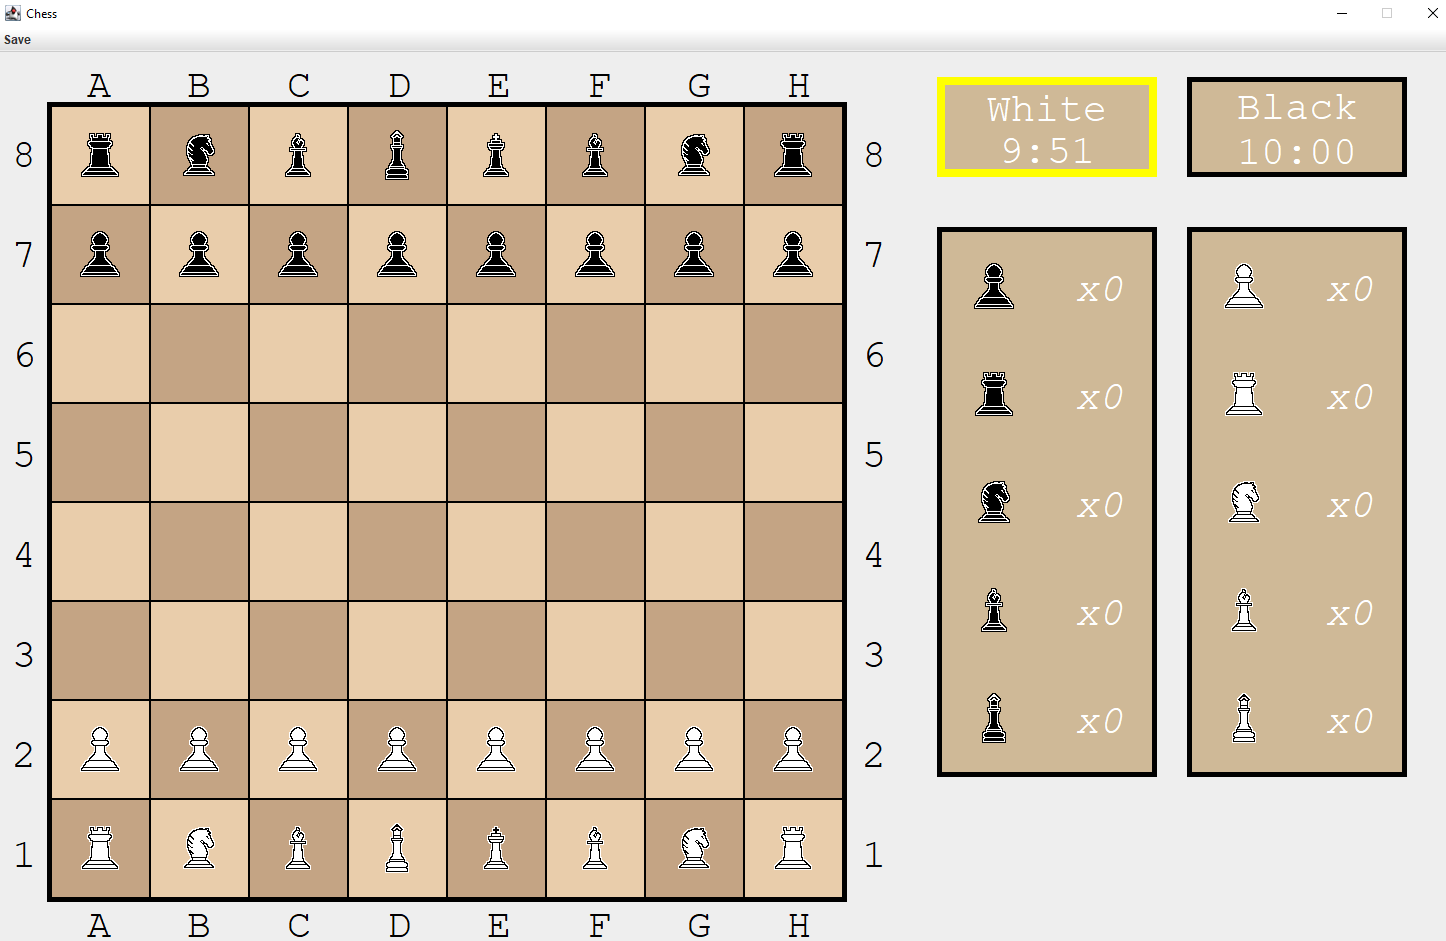 Chess
Save
A B C D E F G H
8 8
7 7
6 6
5 5
4 4
3 3
2 2
1 1
A B C D E F G H
White
9:51
Black
10:00
x0 x0
x0 x0
x0 x0
x0 x0
x0 x0